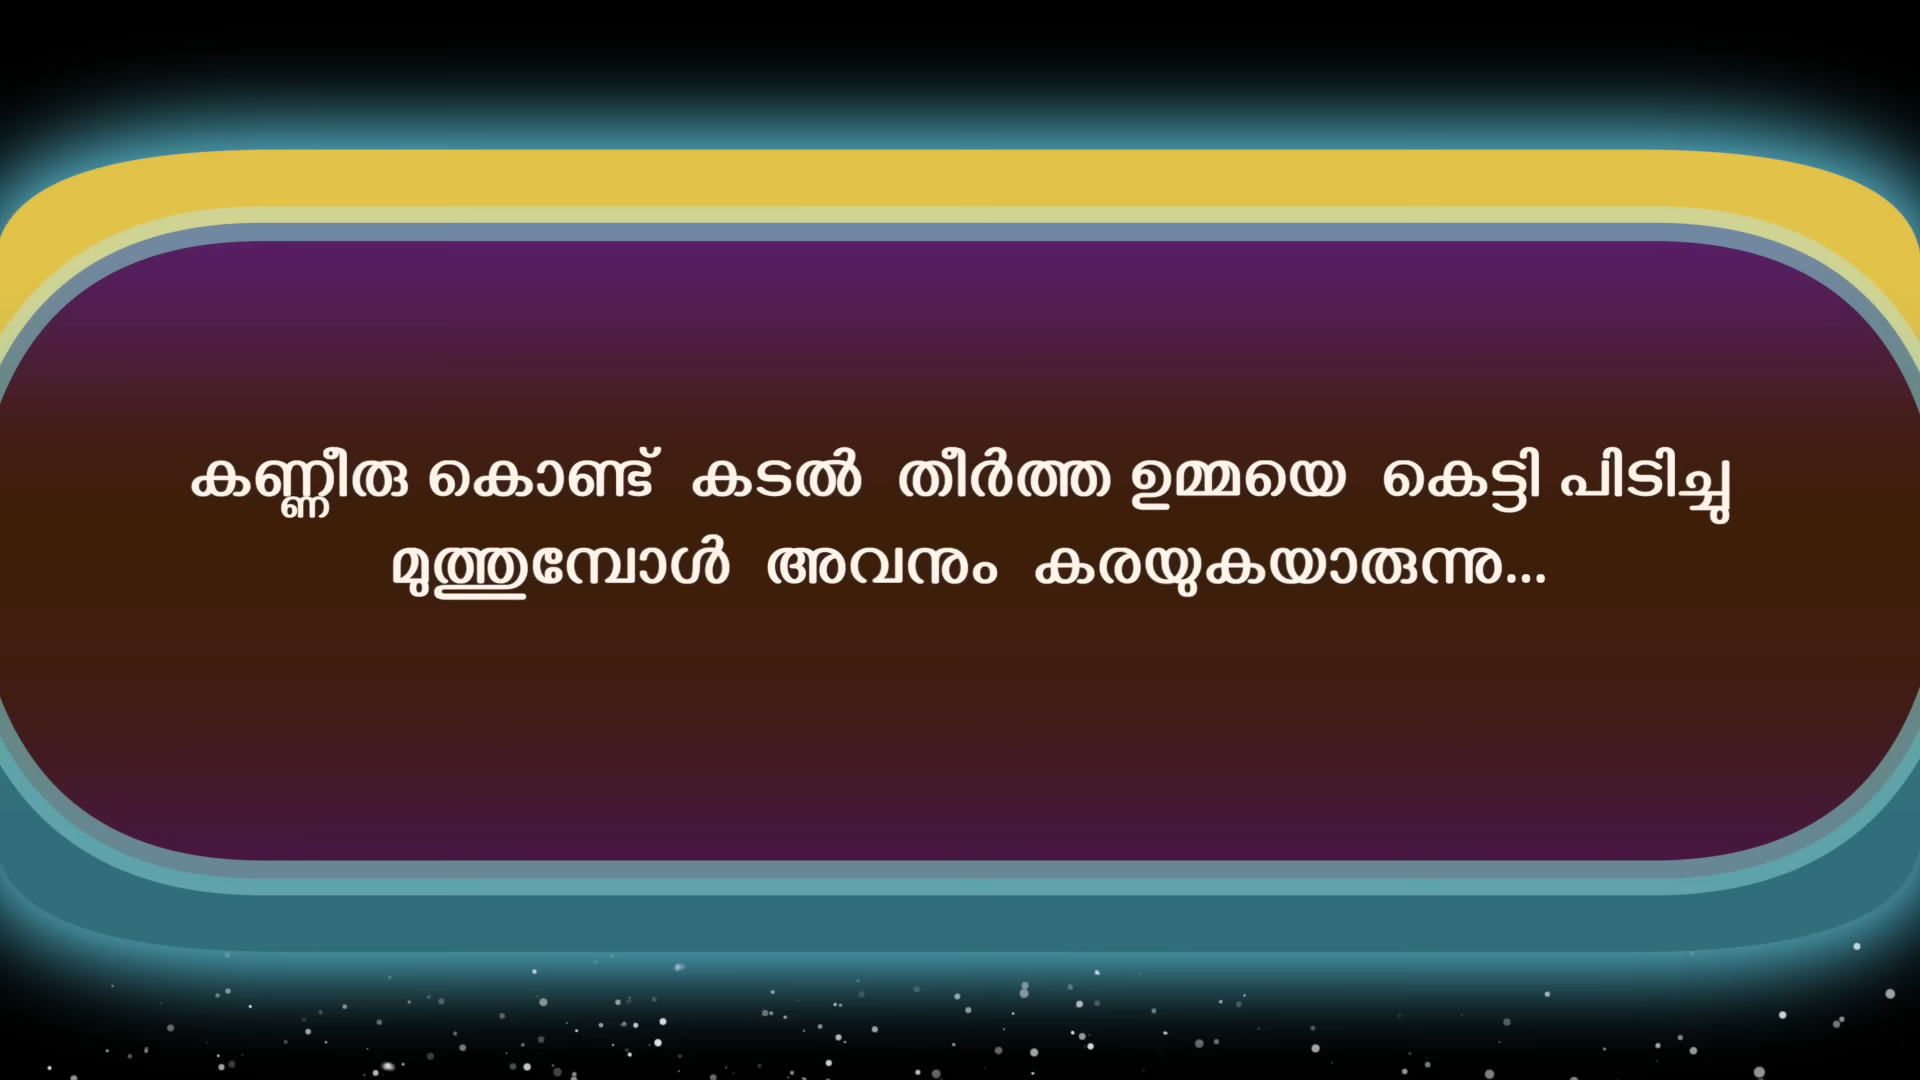 കണ്ണീരു കൊണ്ട് കടൽ തീർത്ത ഉമ്മയെ കെട്ടി പിടിച്ചു
മുത്തുമ്പോൾ അവനും കരയുകയാരുന്നു...